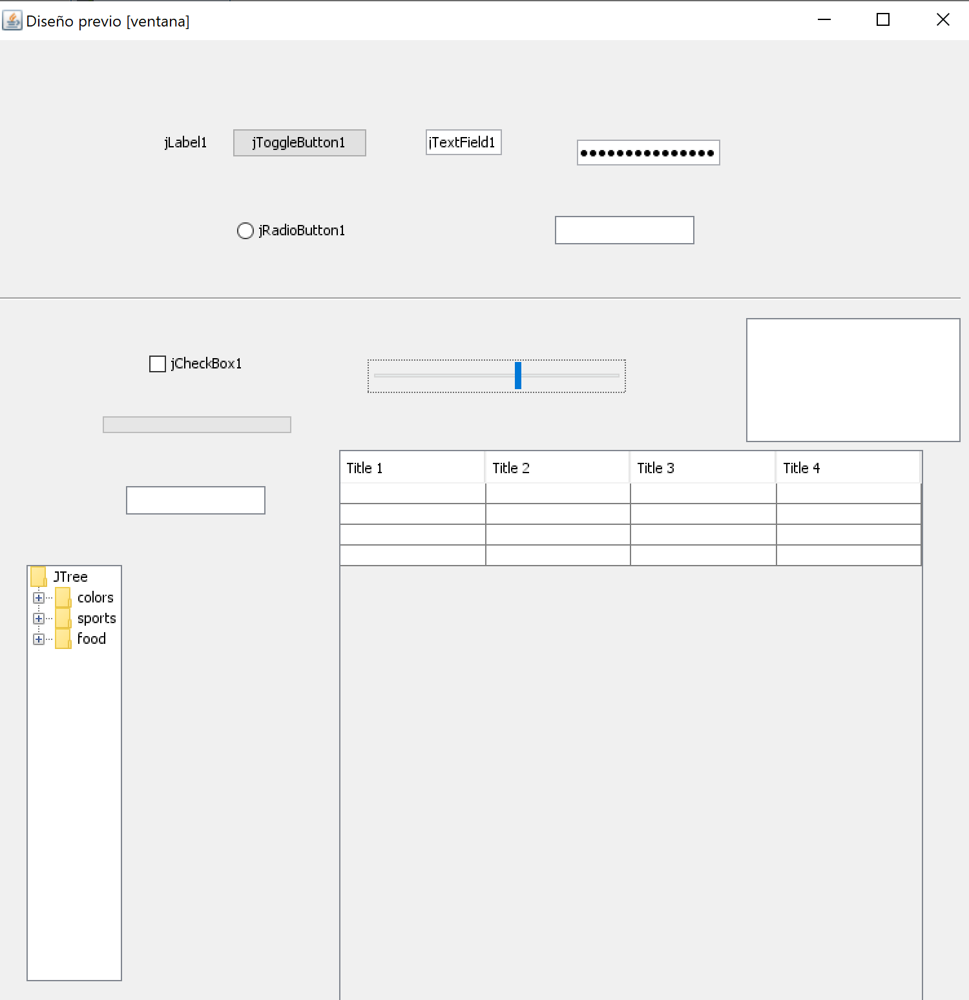 Diseño previo [ventana]
jLabel1 jToggleButton1 jTextField1 •••••••••••••••
jRadioButton1
jCheckBox1
Title 1 Title 2 Title 3 Title 4
JTree
colors
sports
food